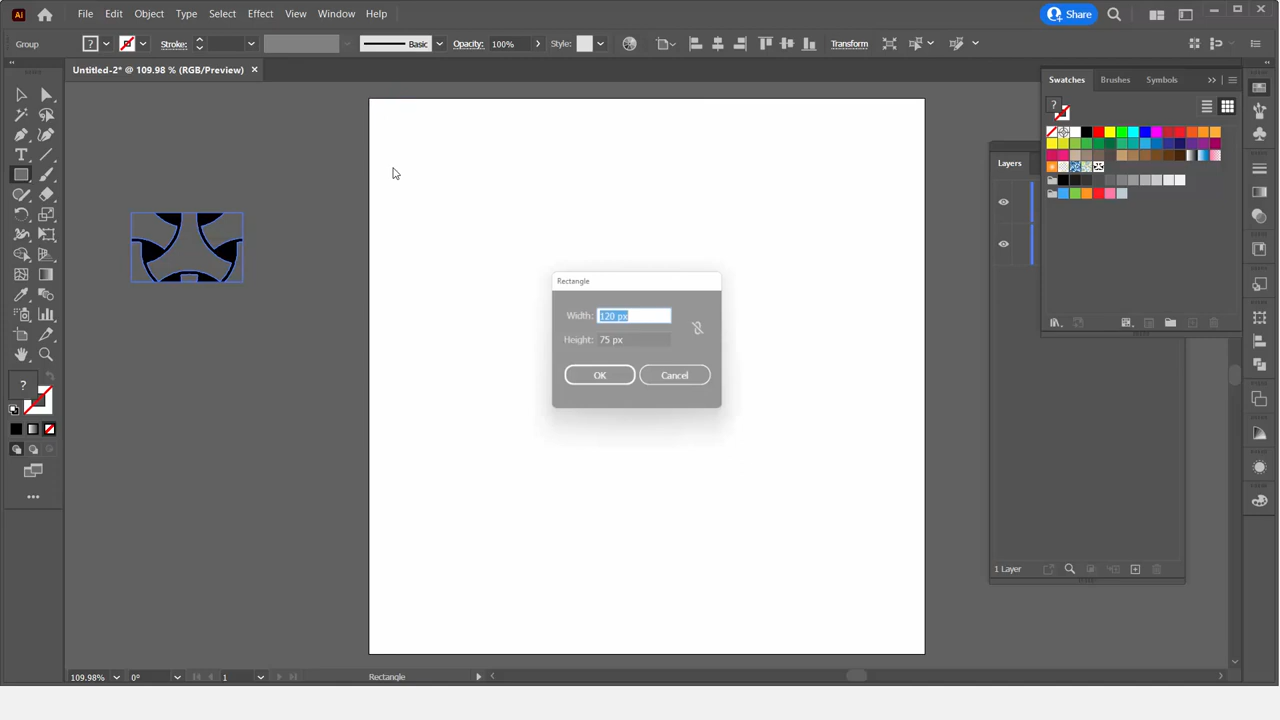 Ai File Edit Object Type Select Effect View Window Help Share
Group ? Stroke: Basic Opacity: 100% Style: Transform
Untitled-2* @ 109.98 % (RGB/Preview)
Swatches Brushes Symbols
?
Layers
Rectangle
Width: 120 px
Height: 75 px
OK Cancel
?
1 Layer
109.98% 0° 1 Rectangle